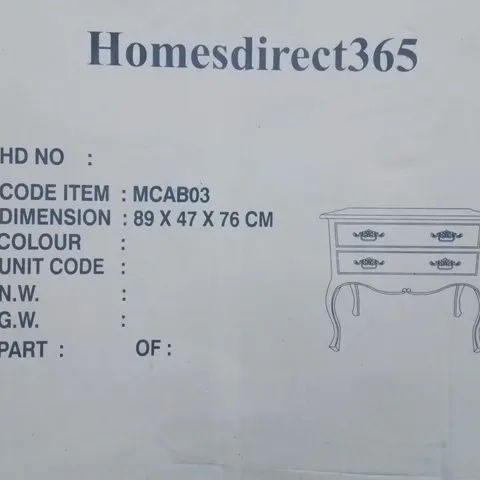 Homesdirect365
HD NO :
CODE ITEM : MCAB03
DIMENSION : 89 X 47 X 76 CM
COLOUR :
UNIT CODE :
N.W. :
G.W. :
PART : OF :